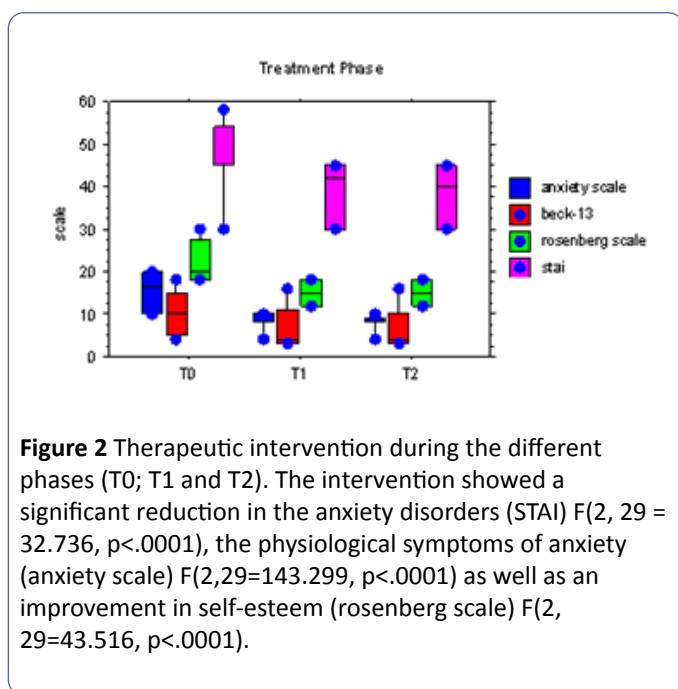 Treatment Phase
60
50
40
30
20
10
0
scale
T0 T1 T2
anxiety scale
beck-13
rosenberg scale
stai
Figure 2 Therapeutic intervention during the different
phases (T0; T1 and T2). The intervention showed a
significant reduction in the anxiety disorders (STAI) F(2, 29 =
32.736, p<.0001), the physiological symptoms of anxiety
(anxiety scale) F(2,29=143.299, p<.0001) as well as an
improvement in self-esteem (rosenberg scale) F(2,
29=43.516, p<.0001).